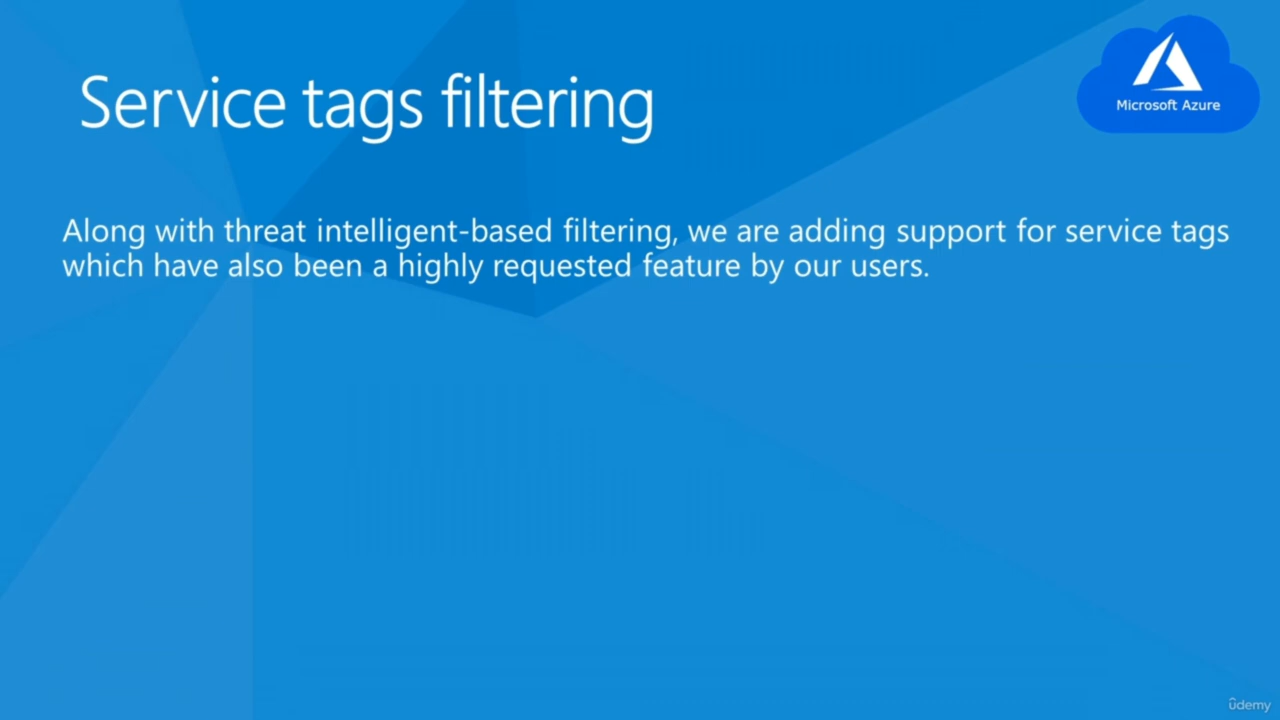 Microsoft Azure
Service tags filtering
Along with threat intelligent-based filtering, we are adding support for service tags
which have also been a highly requested feature by our users.
ûdemy